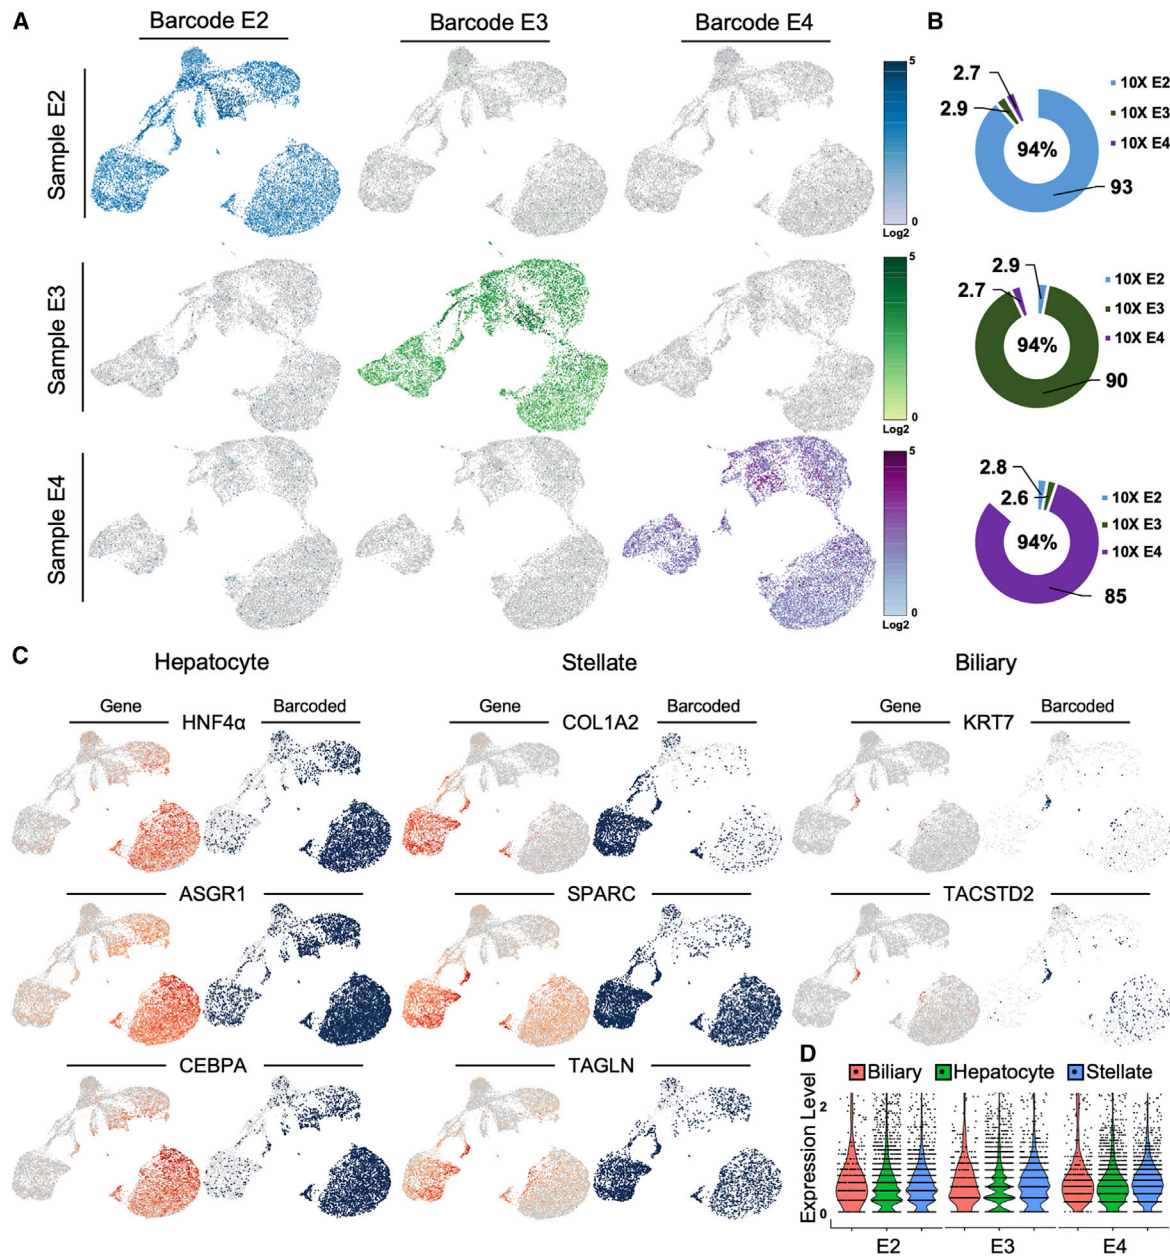 A
Barcode E2
Barcode E3
Barcode E4
B
Sample E2
5
0
Log2
2.7
2.9
94%
93
10X E2
10X E3
10X E4
Sample E3
5
0
Log2
2.9
2.7
94%
90
10X E2
10X E3
10X E4
Sample E4
5
0
Log2
2.8
2.6
94%
85
10X E2
10X E3
10X E4
C
Hepatocyte
Stellate
Biliary
Gene
HNF4α
Barcoded
Gene
COL1A2
Barcoded
Gene
KRT7
Barcoded
ASGR1
SPARC
TACSTD2
CEBPA
TAGLN
D
Biliary
Hepatocyte
Stellate
Expression Level
2
0
E2
E3
E4